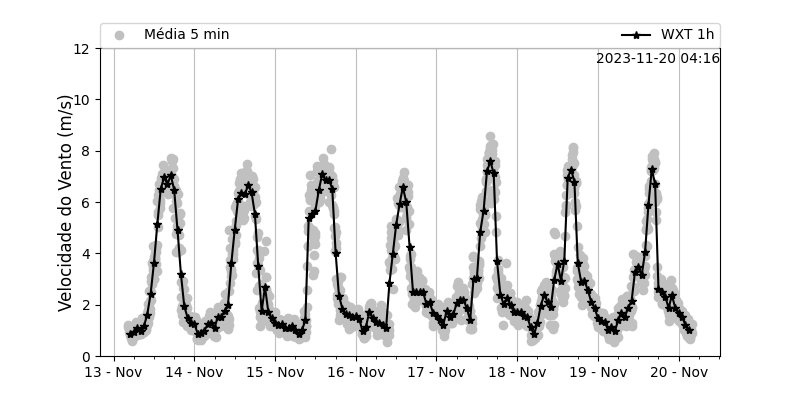 Média 5 min
WXT 1h
2023-11-20 04:16
Velocidade do Vento (m/s)
12
10
8
6
4
2
0
13 - Nov
14 - Nov
15 - Nov
16 - Nov
17 - Nov
18 - Nov
19 - Nov
20 - Nov